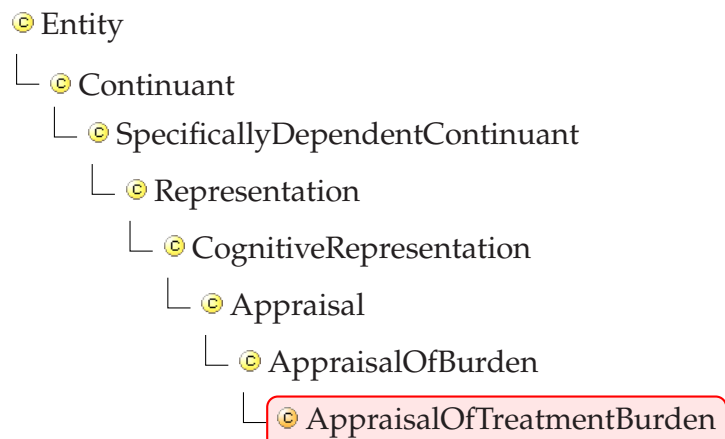 Entity
Continuant
SpecificallyDependentContinuant
Representation
CognitiveRepresentation
Appraisal
AppraisalOfBurden
AppraisalOfTreatmentBurden